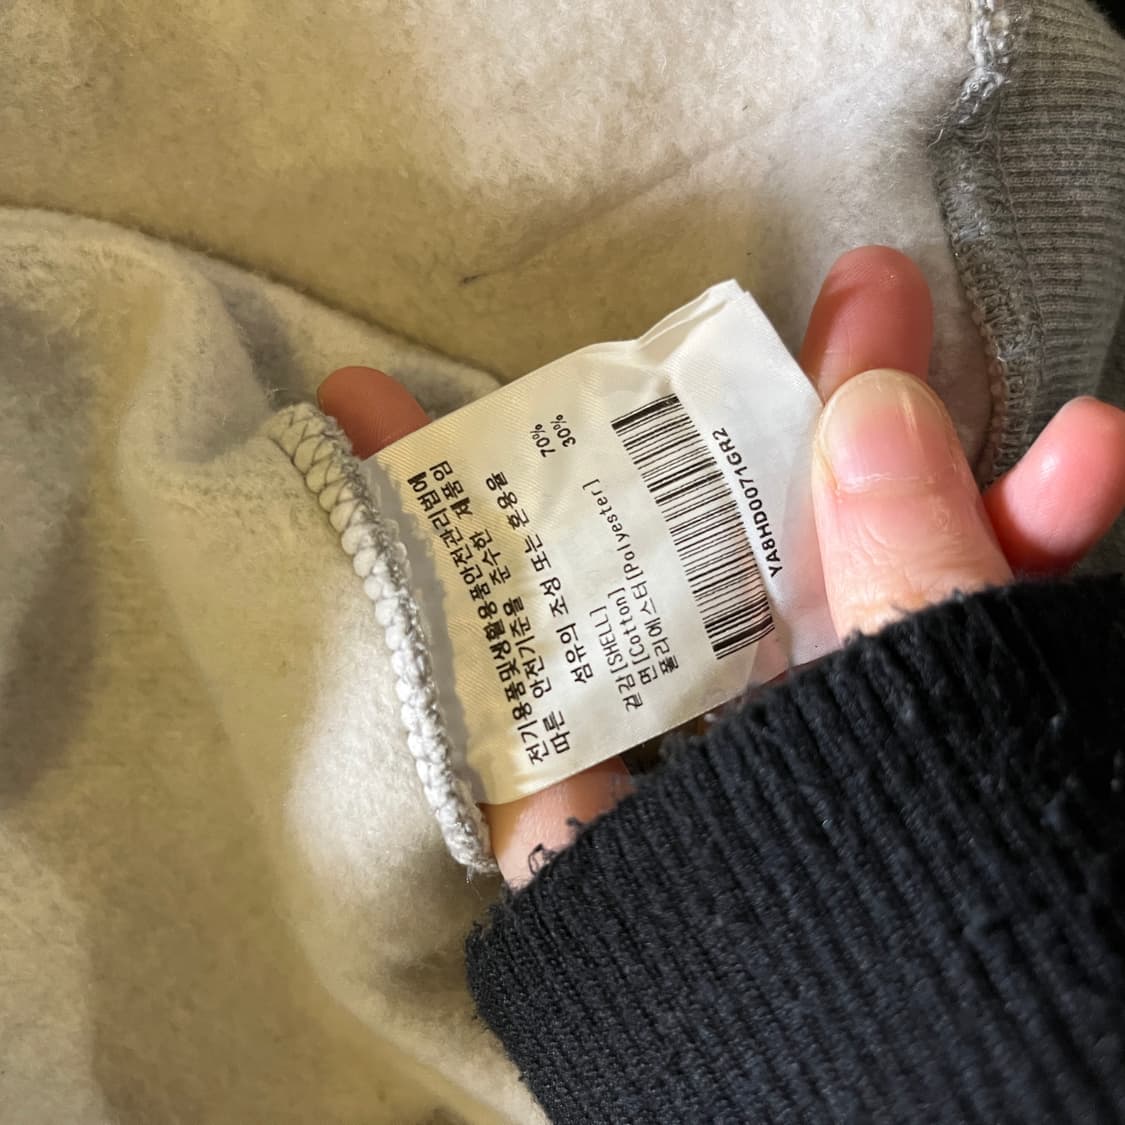 전기용품및생활용품안전관리법에
따른 안전기준을 준수한 제품임
섬유의 조성 또는 혼용율
겉감[SHELL]
면[Cotton] 70%
폴리에스터[Polyester] 30%
YA8HD0071GR2